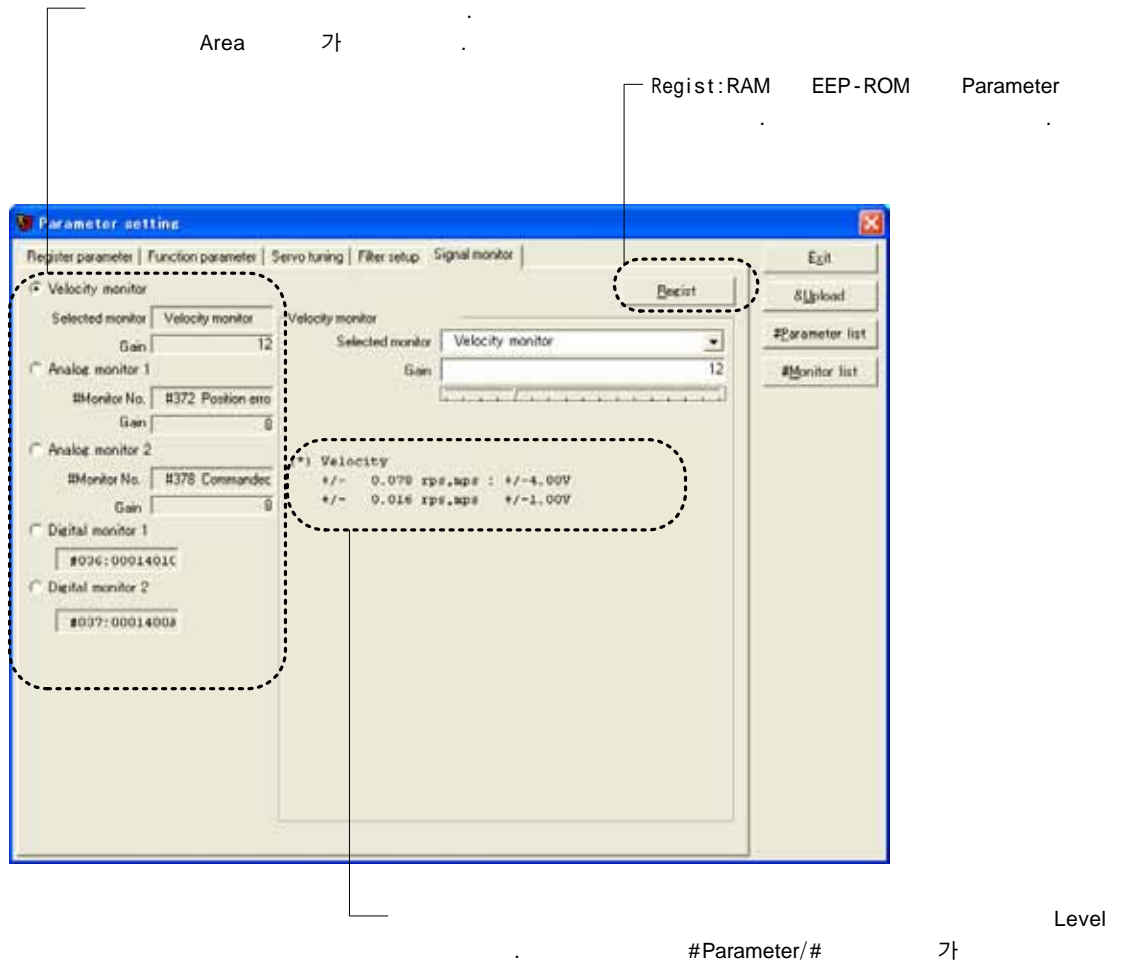 .
Area 가 .
Regist:RAM EEP-ROM Parameter
. .
Parameter setting
Register parameter | Function parameter | Servo tuning | Filter setup | Signal monitor
Exit
Velocity monitor
Regist
&Upload
Selected monitor Velocity monitor
Velocity monitor
Gain 12
Selected monitor Velocity monitor
#Parameter list
Analog monitor 1
Gain 12
#Monitor list
#Monitor No. #372 Position erro
Gain 0
Analog monitor 2
#Monitor No. #378 Commandec
Gain 0
(*) Velocity
+/- 0.078 rps,mps : +/-4.00V
+/- 0.016 rps,mps +/-1.00V
Digital monitor 1
#036:0001401C
Digital monitor 2
#037:0001400A
Level
. #Parameter/# 가